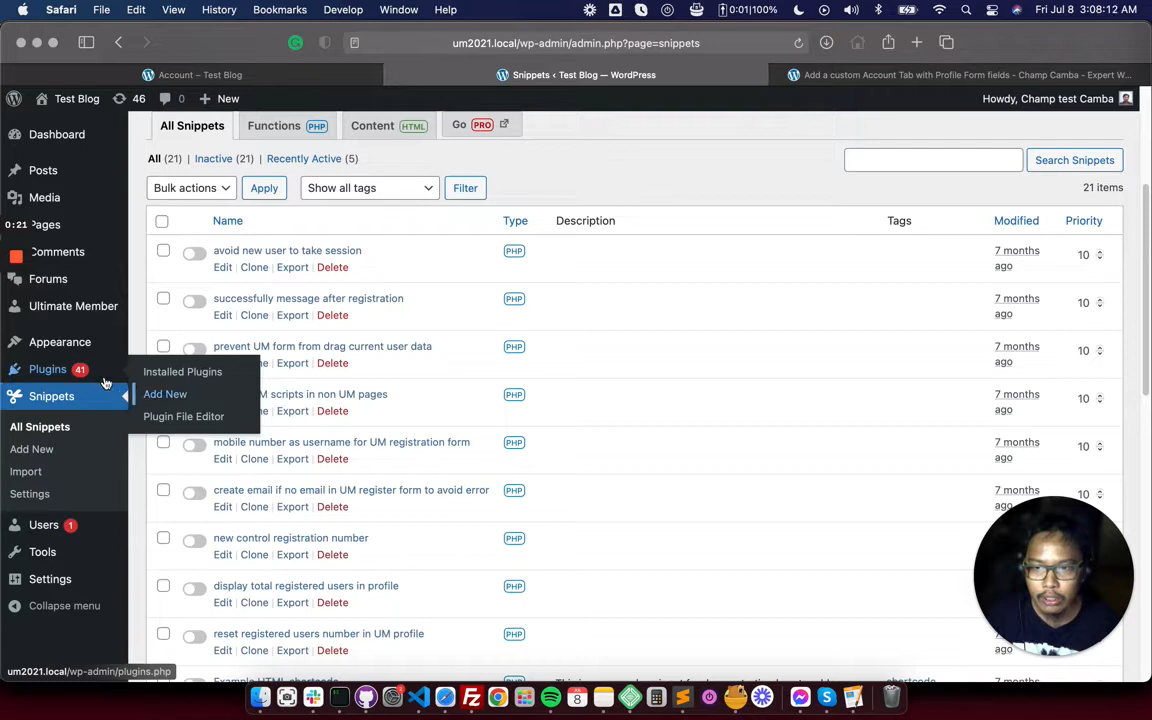 Safari File Edit View History Bookmarks Develop Window Help 0:01|100% Fri Jul 8 3:08:12 AM
um2021.local/wp-admin/admin.php?page=snippets
Account – Test Blog
Snippets ‹ Test Blog — WordPress
Add a custom Account Tab with Profile Form fields - Champ Camba - Expert W...
Test Blog 46 0 New Howdy, Champ test Camba
Dashboard
Posts
Media
0:21 Pages
Comments
Forums
Ultimate Member
Appearance
Plugins 41
Installed Plugins
Add New
Plugin File Editor
Snippets
All Snippets
Add New
Import
Settings
Users 1
Tools
Settings
Collapse menu
All Snippets Functions PHP Content HTML Go PRO
All (21) | Inactive (21) | Recently Active (5)
Search Snippets
Bulk actions Apply Show all tags Filter
21 items
Name Type Description Tags Modified Priority
avoid new user to take session PHP 7 months ago 10
Edit | Clone | Export | Delete
successfully message after registration PHP 7 months ago 10
Edit | Clone | Export | Delete
prevent UM form from drag current user data PHP 7 months ago 10
Export | Delete
M scripts in non UM pages PHP 7 months ago 10
Export | Delete
mobile number as username for UM registration form PHP 7 months ago 10
Edit | Clone | Export | Delete
create email if no email in UM register form to avoid error PHP 7 months ago 10
Edit | Clone | Export | Delete
new control registration number PHP
Edit | Clone | Export | Delete
display total registered users in profile PHP
Edit | Clone | Export | Delete
reset registered users number in UM profile PHP
Edit | Clone | Export | Delete
um2021.local/wp-admin/plugins.php